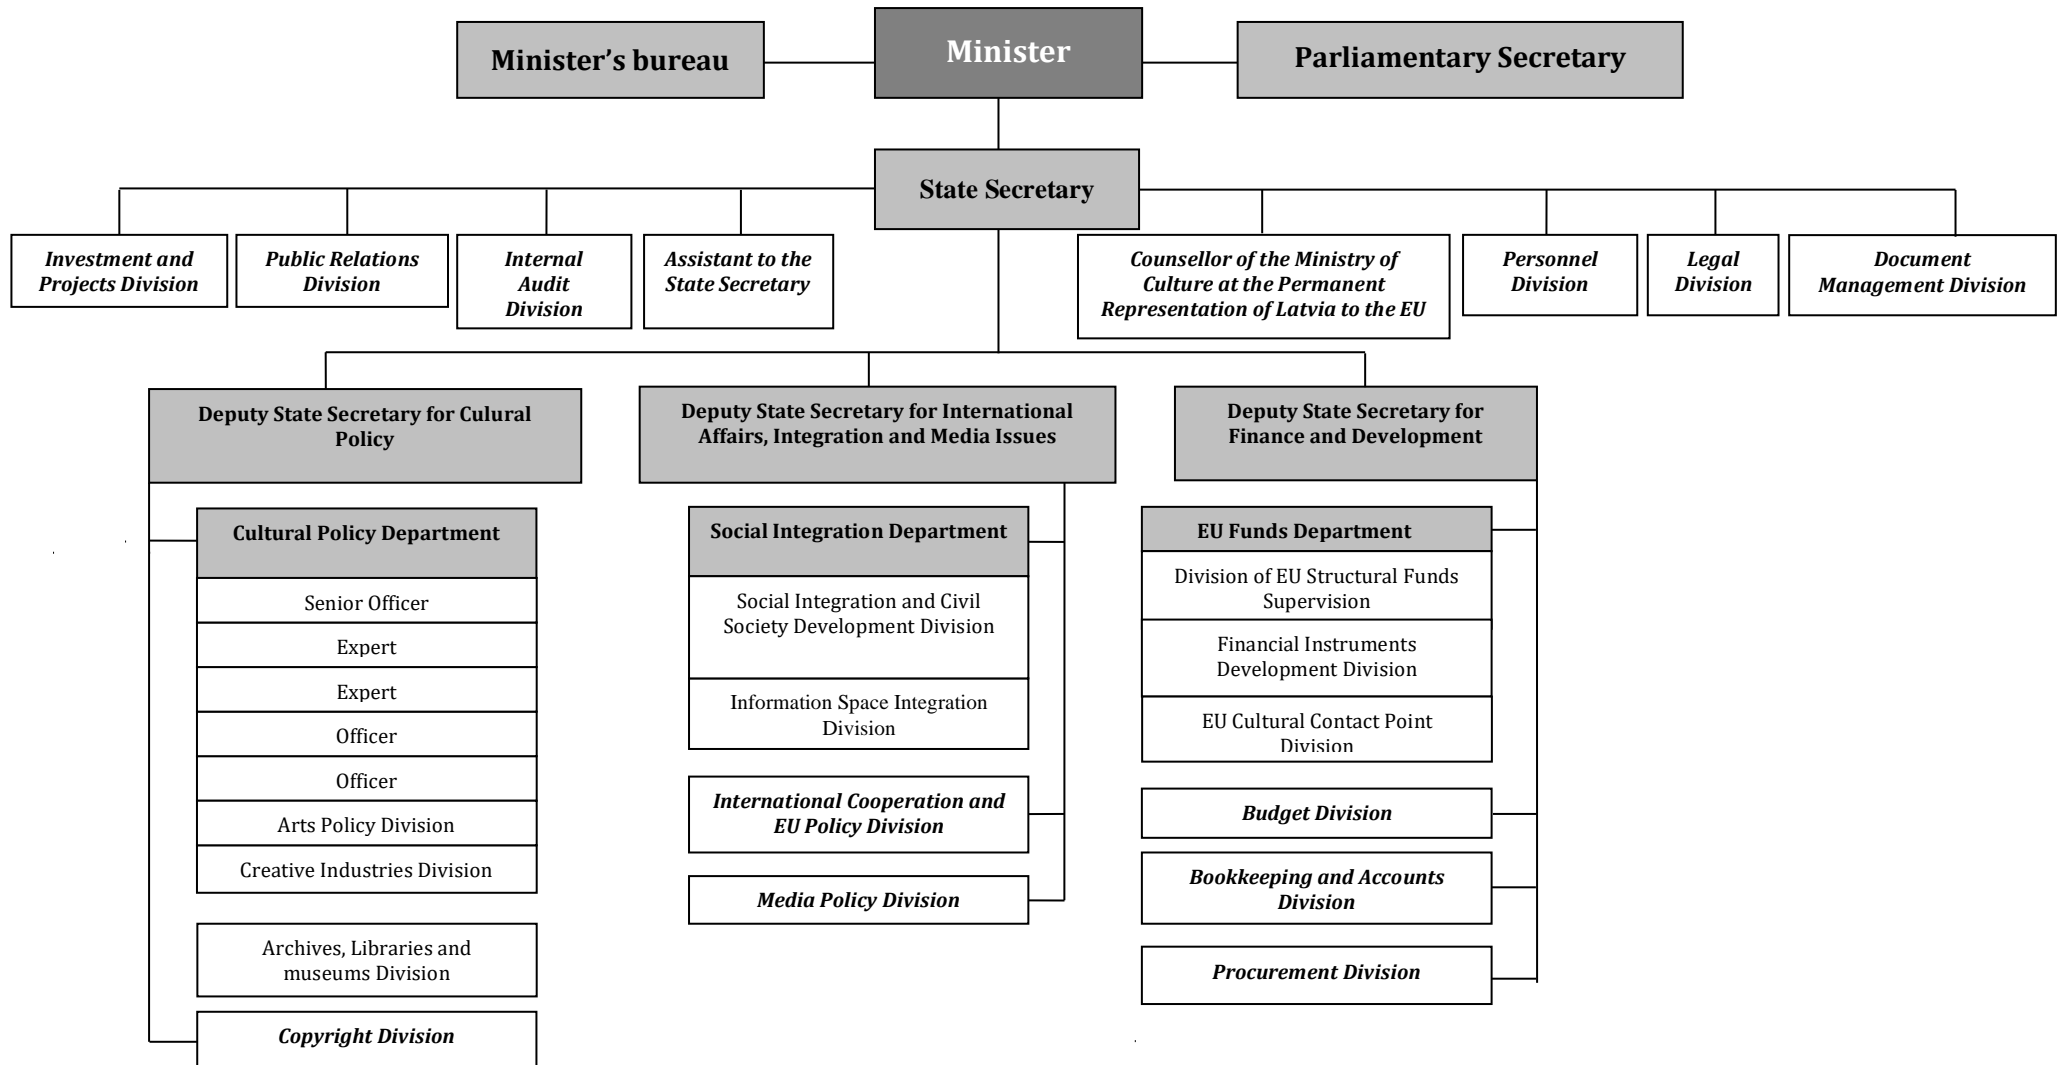 Minister's bureau
Minister
Parliamentary Secretary
State Secretary
Investment and
Projects Division
Public Relations
Division
Internal
Audit
Division
Assistant to the
State Secretary
Counsellor of the Ministry of
Culture at the Permanent
Representation of Latvia to the EU
Personnel
Division
Legal
Division
Document
Management Division
Deputy State Secretary for Culural
Policy
Deputy State Secretary for International
Affairs, Integration and Media Issues
Deputy State Secretary for
Finance and Development
Cultural Policy Department
Senior Officer
Expert
Expert
Officer
Officer
Arts Policy Division
Creative Industries Division
Archives, Libraries and
museums Division
Copyright Division
Social Integration Department
Social Integration and Civil
Society Development Division
Information Space Integration
Division
International Cooperation and
EU Policy Division
Media Policy Division
EU Funds Department
Division of EU Structural Funds
Supervision
Financial Instruments
Development Division
EU Cultural Contact Point
Division
Budget Division
Bookkeeping and Accounts
Division
Procurement Division